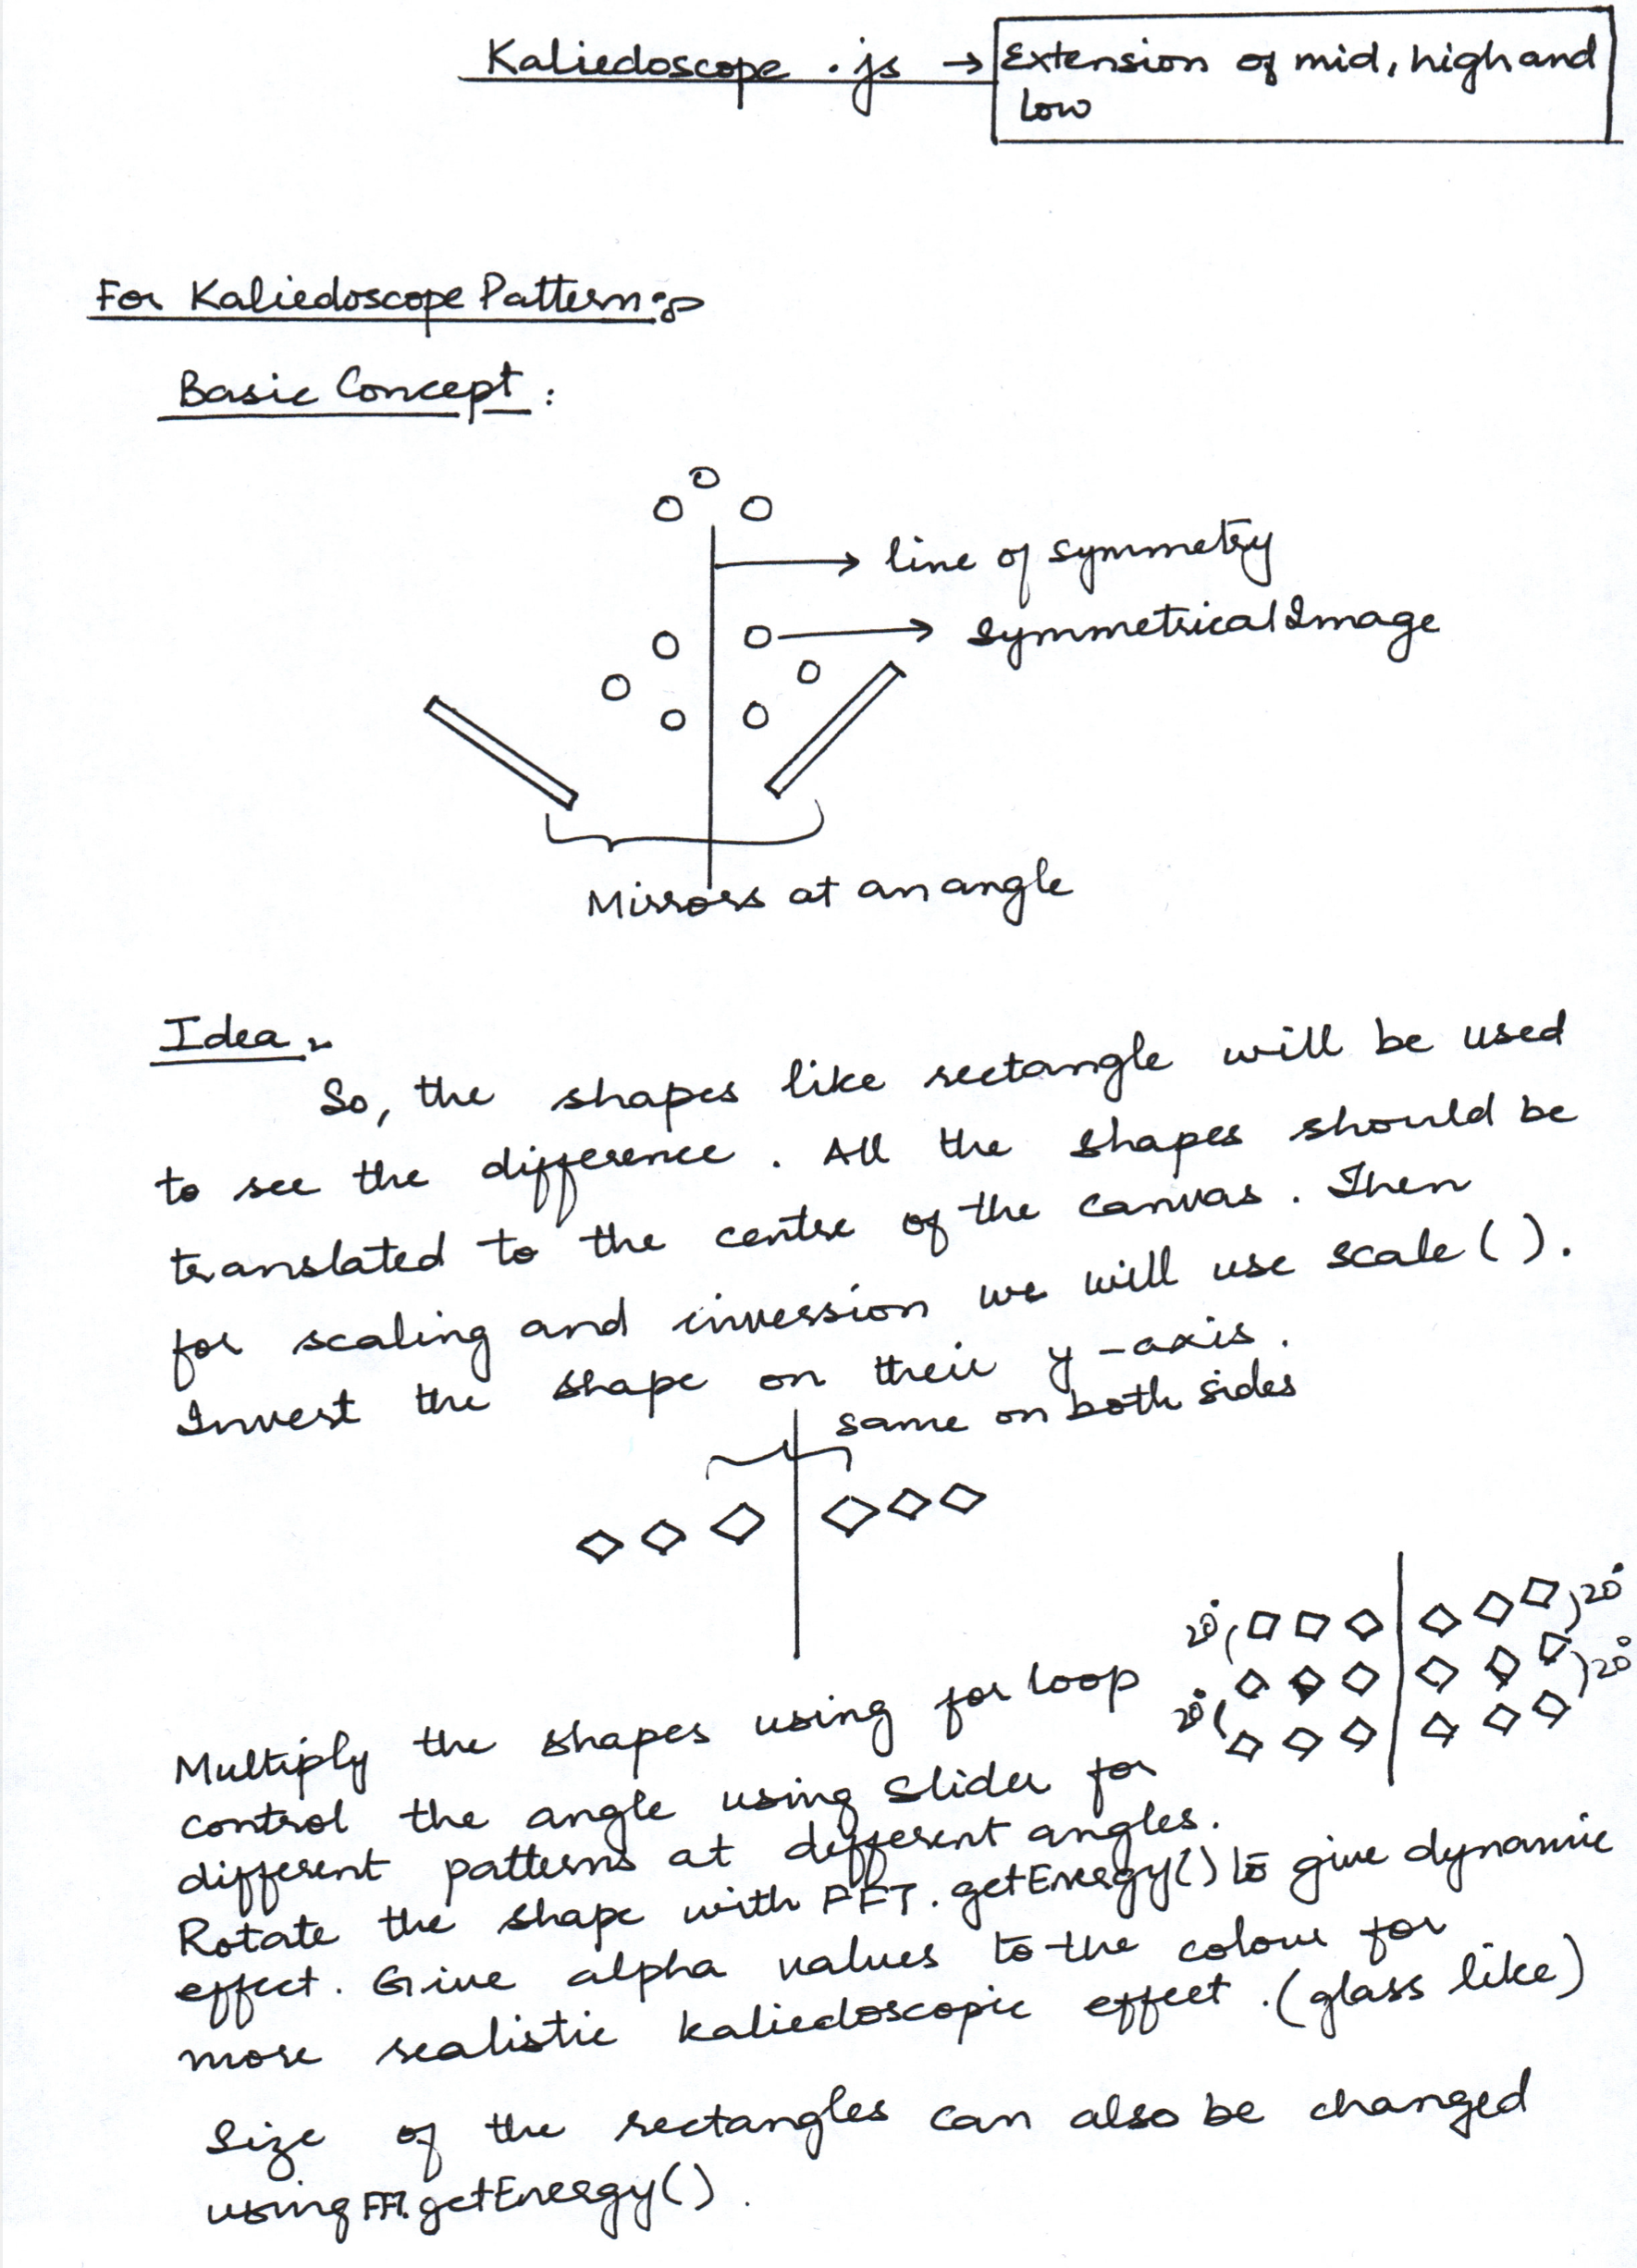 Kaliedoscope .js → Extension of mid, high and
low
For Kaliedoscope Pattern:
Basic Concept :
line of symmetry
Symmetrical Image
Mirrors at an angle
Idea
So, the shapes like rectangle will be used
to see the difference. All the shapes should be
translated to the centre of the canvas. Then
for scaling and inversion we will use scale().
Invert the shape on their y-axis.
same on both sides
20° 20°
20° 20°
Multiply the shapes using for loop
control the angle using Slider for
different patterns at different angles.
Rotate the shape with FFT.getEnergy() to give dynamic
effect. Give alpha values to the colour for
more realistic kaliedoscopic effect. (glass like)
Size of the rectangles can also be changed
using FFT.getEnergy().